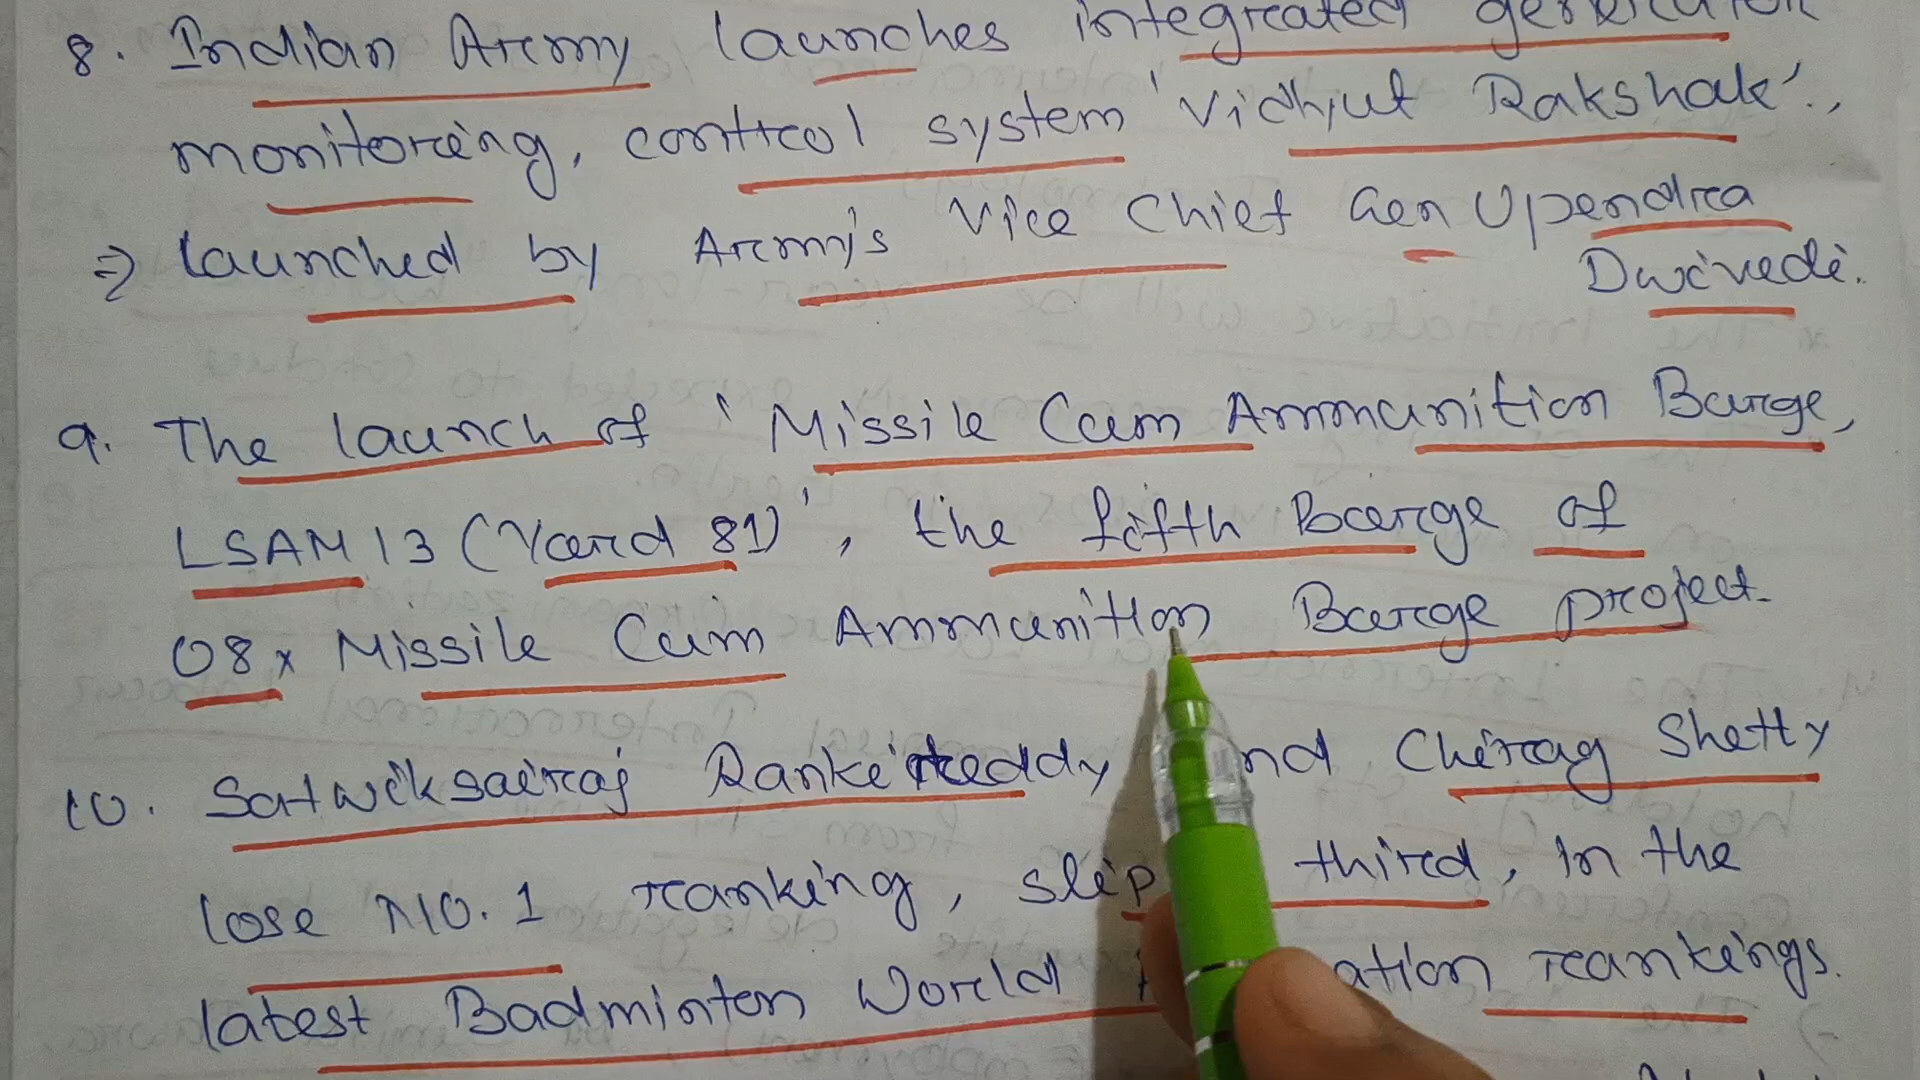 8. Indian Army launches integrated generator
monitoring, control system 'Vidhyut Rakshak'.,
⇒ launched by Army's Vice Chief Gen Upendra
Dwivedi.
9. The launch of 'Missile Cum Ammunition Barge,
LSAM 13 (Yard 81)', the fifth Barge of
08 x Missile Cum Ammunition Barge project.
10. Satwiksairaj Rankireddy and Chirag Shetty
lose NO. 1 ranking, slip third, in the
latest Badminton World rankings.